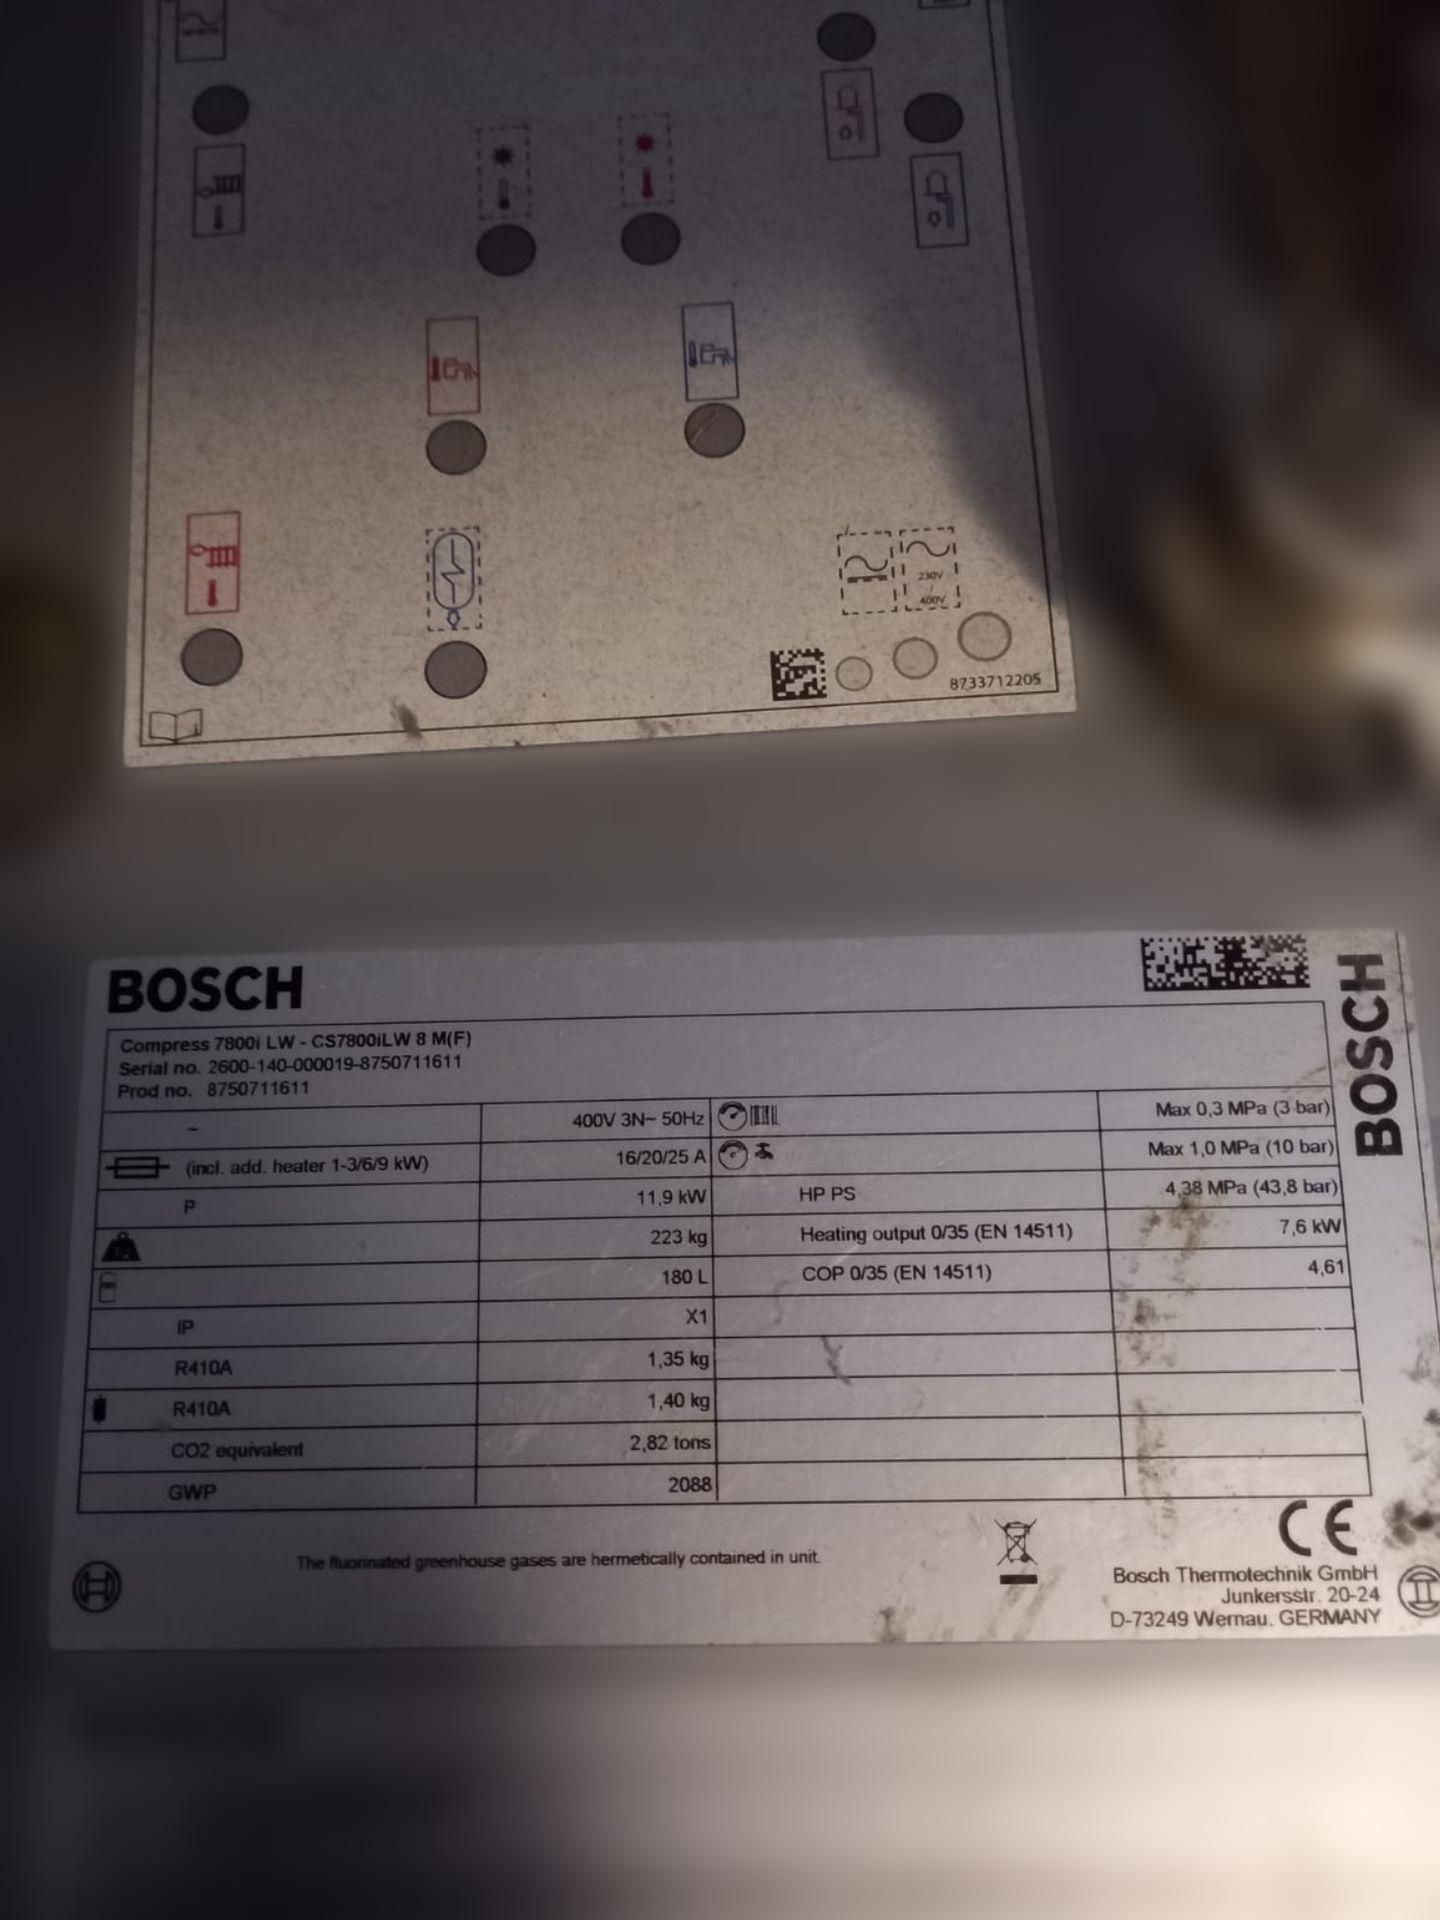 230V
/
400V
8733712205
BOSCH
BOSCH
Compress 7800i LW - CS7800iLW 8 M(F)
Serial no. 2600-140-000019-8750711611
Prod no. 8750711611
~ 400V 3N~ 50Hz Max 0,3 MPa (3 bar)
(incl. add. heater 1-3/6/9 kW) 16/20/25 A Max 1,0 MPa (10 bar)
P 11,9 kW HP PS 4,38 MPa (43,8 bar)
223 kg Heating output 0/35 (EN 14511) 7,6 kW
180 L COP 0/35 (EN 14511) 4,61
IP X1
R410A 1,35 kg
R410A 1,40 kg
CO2 equivalent 2,82 tons
GWP 2088
The fluorinated greenhouse gases are hermetically contained in unit.
CE
Bosch Thermotechnik GmbH
Junkersstr. 20-24
D-73249 Wernau. GERMANY